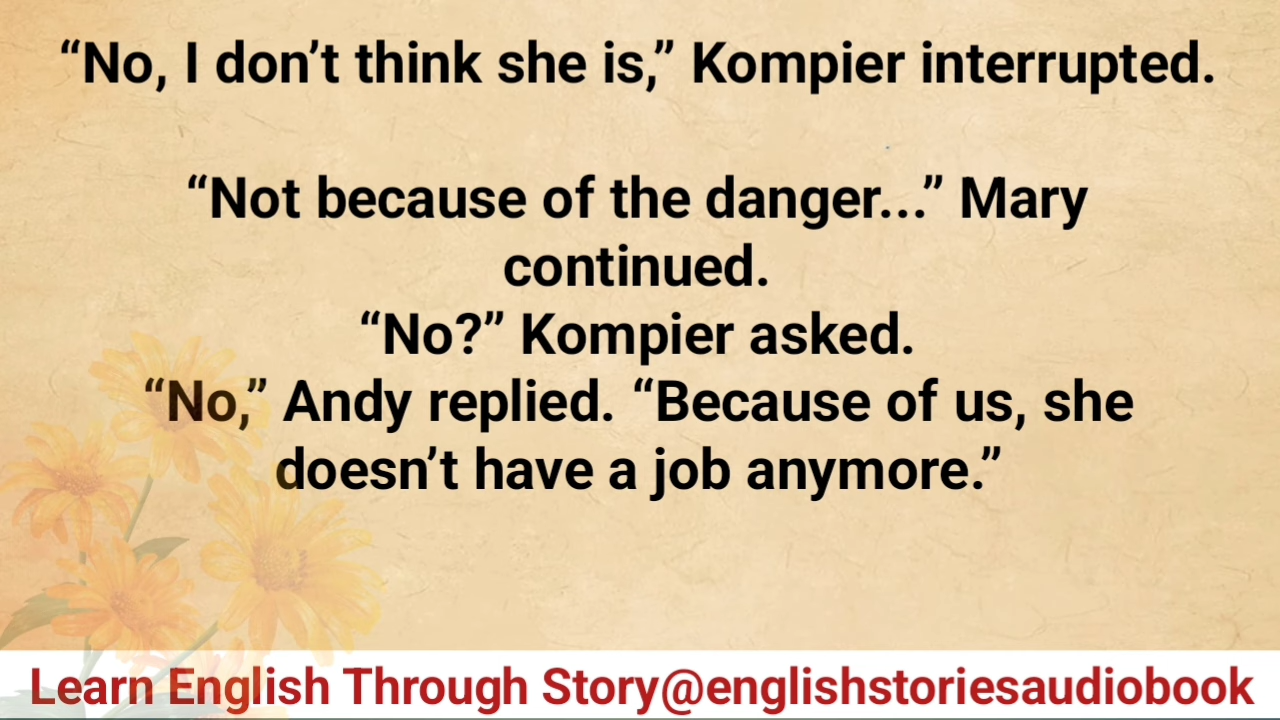 “No, I don’t think she is,” Kompier interrupted.
“Not because of the danger...” Mary
continued.
“No?” Kompier asked.
“No,” Andy replied. “Because of us, she
doesn’t have a job anymore.”
Learn English Through Story@englishstoriesaudiobook